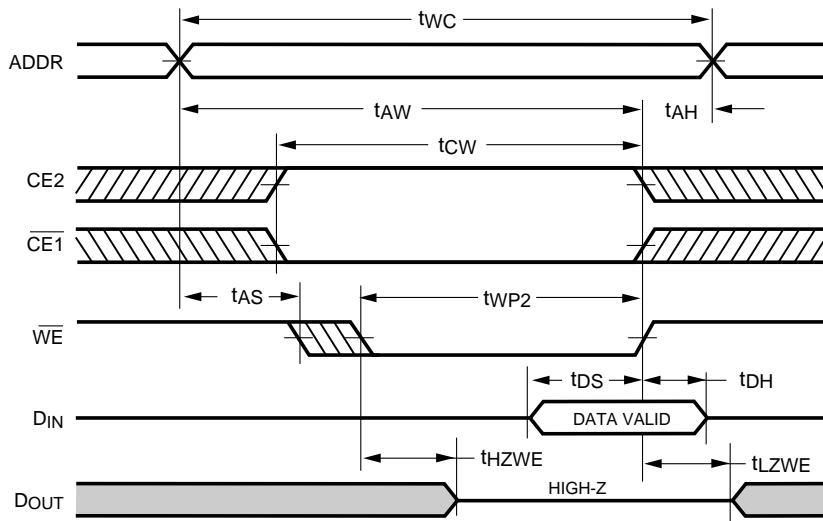 tWC
ADDR
tAW
tAH
tCW
CE2
CE1
tAS
tWP2
WE
tDS
tDH
DIN
DATA VALID
tHZWE
tLZWE
DOUT
HIGH-Z